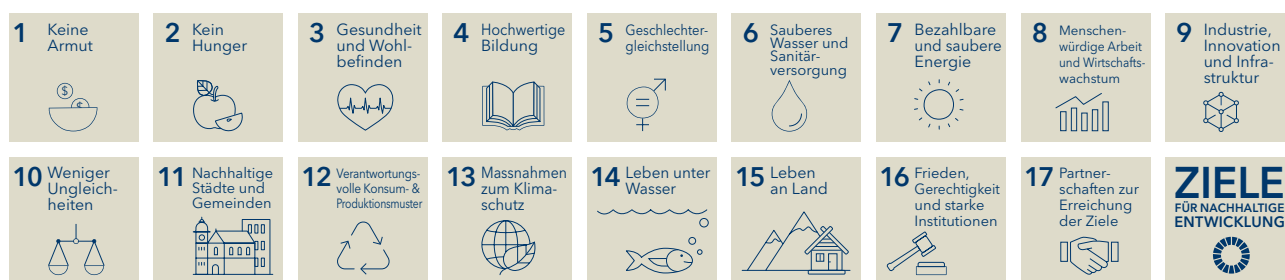 1 Keine
Armut
$
¢
2 Kein
Hunger
3 Gesundheit
und Wohl-
befinden
4 Hochwertige
Bildung
5 Geschlechter-
gleichstellung
6 Sauberes
Wasser und
Sanitär-
versorgung
7 Bezahlbare
und saubere
Energie
8 Menschen-
würdige Arbeit
und Wirtschafts-
wachstum
9 Industrie,
Innovation
und Infra-
struktur
10 Weniger
Ungleich-
heiten
11 Nachhaltige
Städte und
Gemeinden
12 Verantwortungs-
volle Konsum- &
Produktionsmuster
13 Massnahmen
zum Klima-
schutz
14 Leben unter
Wasser
15 Leben
an Land
16 Frieden,
Gerechtigkeit
und starke
Institutionen
17 Partner-
schaften zur
Erreichung
der Ziele
ZIELE
FÜR NACHHALTIGE
ENTWICKLUNG